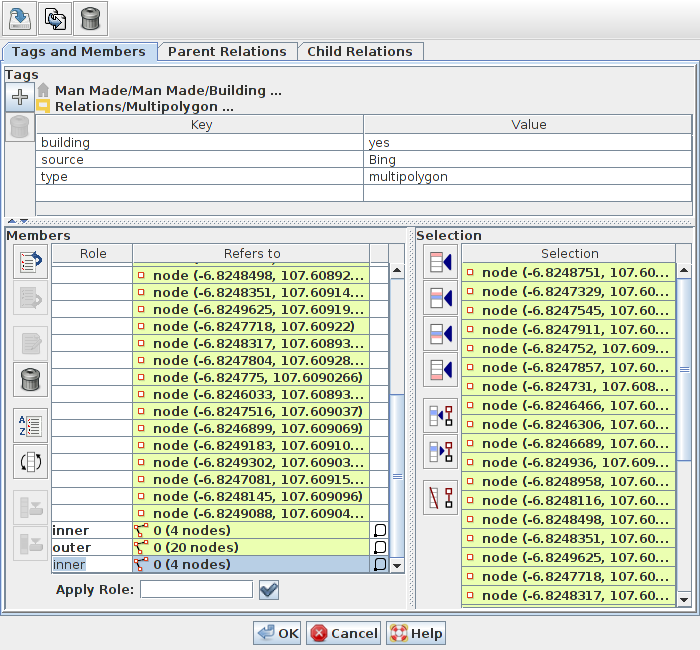 Tags and Members
Parent Relations
Child Relations
Tags
Man Made/Man Made/Building ...
Relations/Multipolygon ...
Key
Value
building
yes
source
Bing
type
multipolygon
Members
Role
Refers to
node (-6.8248498, 107.60892...
node (-6.8248351, 107.60914...
node (-6.8249625, 107.60919...
node (-6.8247718, 107.60922)
node (-6.8248317, 107.60893...
node (-6.8247804, 107.60928...
node (-6.824775, 107.6090266)
node (-6.8246033, 107.60893...
node (-6.8247516, 107.609037)
node (-6.8246899, 107.609069)
node (-6.8249183, 107.60910...
node (-6.8249302, 107.60903...
node (-6.8247081, 107.60915...
node (-6.8248145, 107.609096)
node (-6.8249088, 107.60904...
inner
0 (4 nodes)
outer
0 (20 nodes)
inner
0 (4 nodes)
A
Z
Apply Role:
Selection
Selection
node (-6.8248751, 107.60...
node (-6.8247329, 107.60...
node (-6.8247545, 107.60...
node (-6.8247911, 107.60...
node (-6.824752, 107.609...
node (-6.8247857, 107.60...
node (-6.824731, 107.608...
node (-6.8246466, 107.60...
node (-6.8246306, 107.60...
node (-6.8246689, 107.60...
node (-6.824936, 107.609...
node (-6.8248958, 107.60...
node (-6.8248116, 107.60...
node (-6.8248498, 107.60...
node (-6.8248351, 107.60...
node (-6.8249625, 107.60...
node (-6.8247718, 107.60...
node (-6.8248317, 107.60...
OK
Cancel
Help